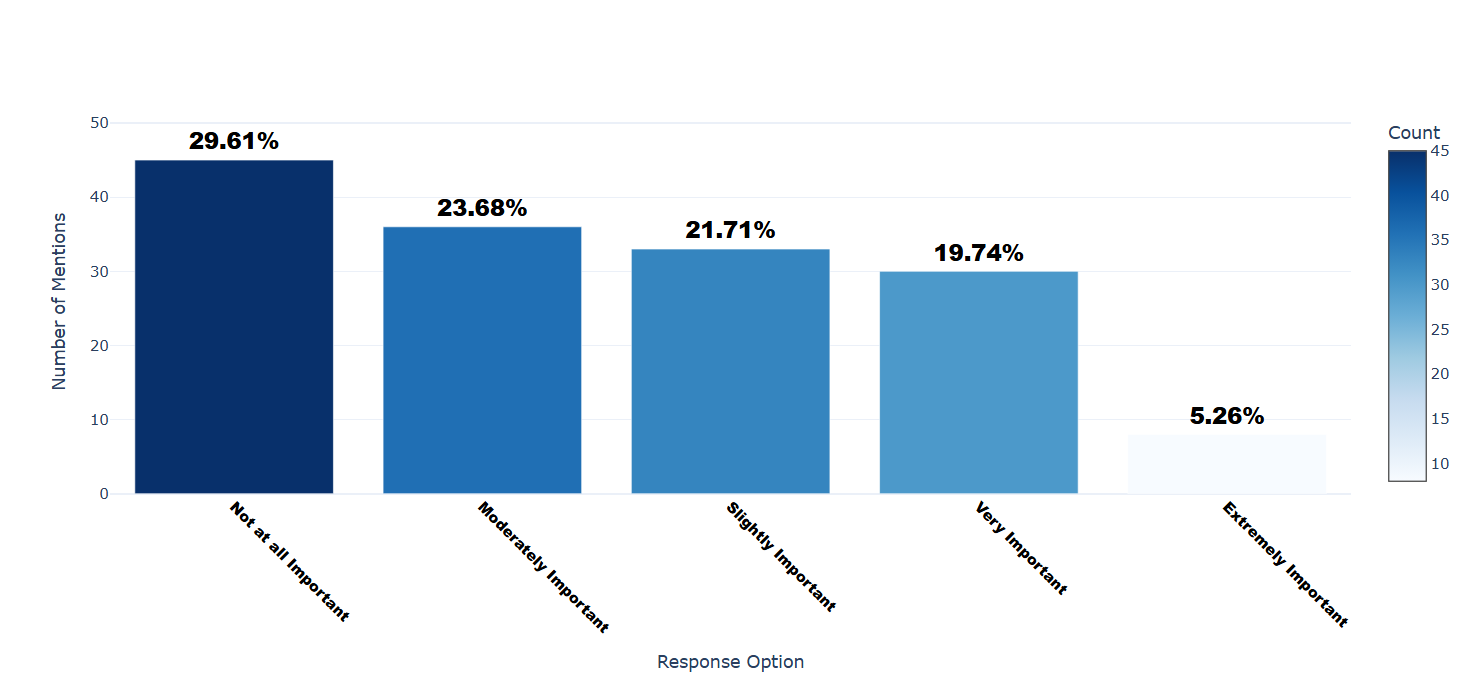 50
40
30
20
10
0
Number of Mentions
29.61%
23.68%
21.71%
19.74%
5.26%
Not at all Important
Moderately Important
Slightly Important
Very Important
Extremely Important
Response Option
Count
45
40
35
30
25
20
15
10